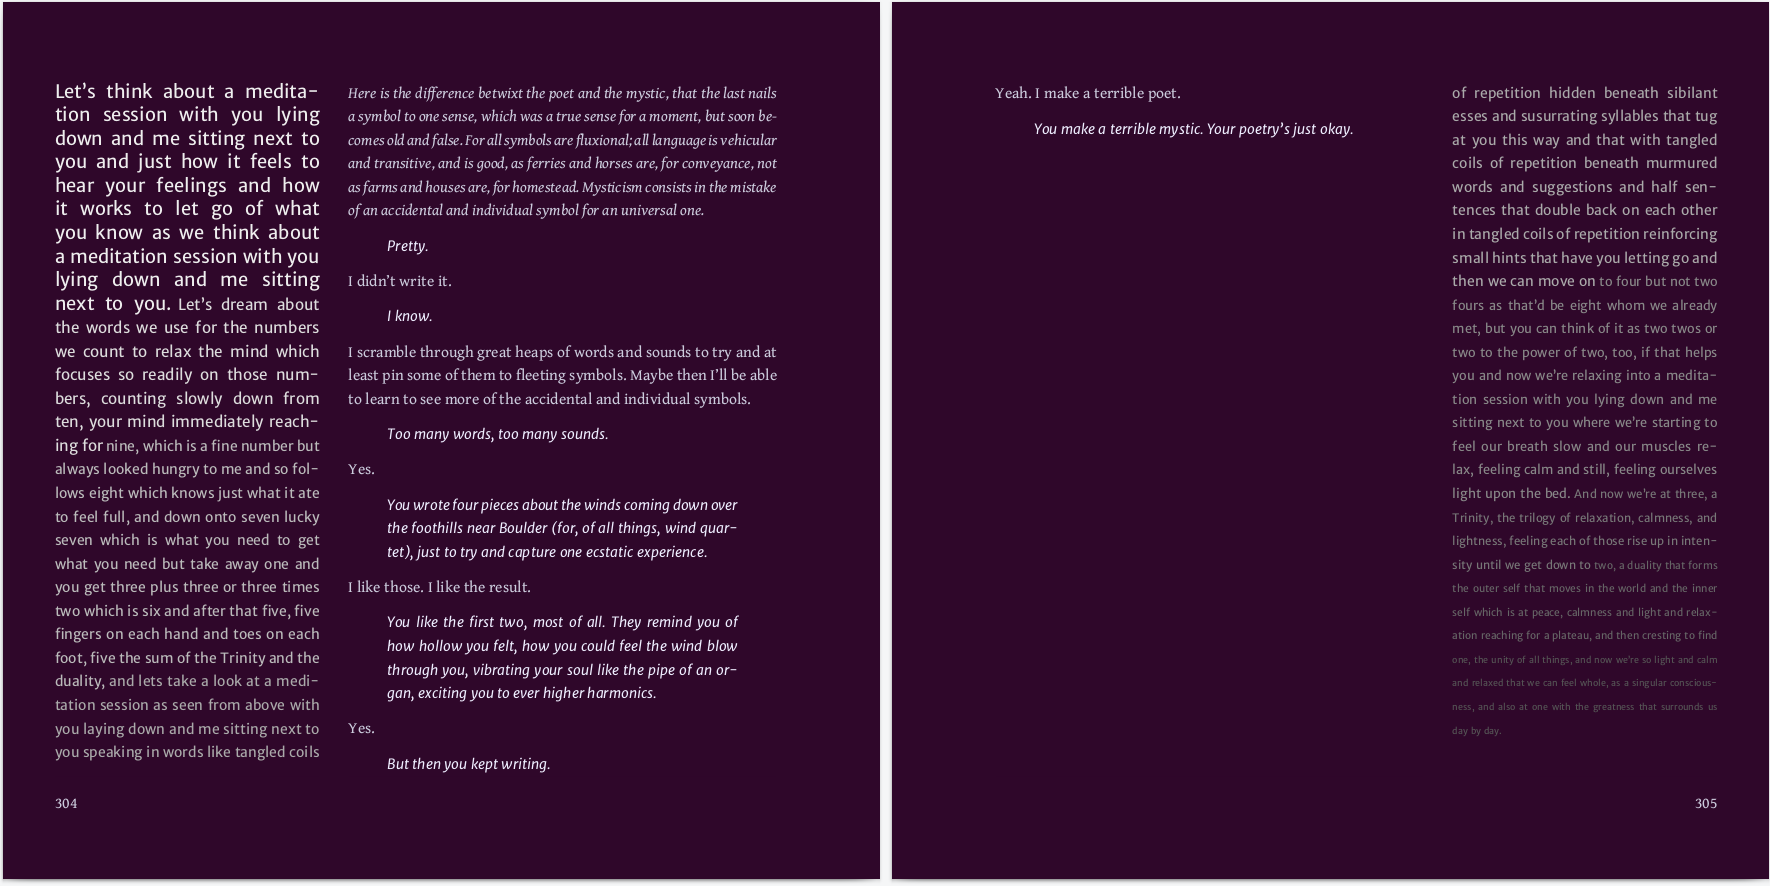 Let's think about a medita-
tion session with you lying
down and me sitting next to
you and just how it feels to
hear your feelings and how
it works to let go of what
you know as we think about
a meditation session with you
lying down and me sitting
next to you. Let's dream about
the words we use for the numbers
we count to relax the mind which
focuses so readily on those num-
bers, counting slowly down from
ten, your mind immediately reach-
ing for nine, which is a fine number but
always looked hungry to me and so fol-
lows eight which knows just what it ate
to feel full, and down onto seven lucky
seven which is what you need to get
what you need but take away one and
you get three plus three or three times
two which is six and after that five, five
fingers on each hand and toes on each
foot, five the sum of the Trinity and the
duality, and lets take a look at a medi-
tation session as seen from above with
you laying down and me sitting next to
you speaking in words like tangled coils
Here is the difference betwixt the poet and the mystic, that the last nails
a symbol to one sense, which was a true sense for a moment, but soon be-
comes old and false. For all symbols are fluxional; all language is vehicular
and transitive, and is good, as ferries and horses are, for conveyance, not
as farms and houses are, for homestead. Mysticism consists in the mistake
of an accidental and individual symbol for an universal one.
Pretty.
I didn't write it.
I know.
I scramble through great heaps of words and sounds to try and at
least pin some of them to fleeting symbols. Maybe then I'll be able
to learn to see more of the accidental and individual symbols.
Too many words, too many sounds.
Yes.
You wrote four pieces about the winds coming down over
the foothills near Boulder (for, of all things, wind quar-
tet), just to try and capture one ecstatic experience.
I like those. I like the result.
You like the first two, most of all. They remind you of
how hollow you felt, how you could feel the wind blow
through you, vibrating your soul like the pipe of an or-
gan, exciting you to ever higher harmonics.
Yes.
But then you kept writing.
304
Yeah. I make a terrible poet.
You make a terrible mystic. Your poetry's just okay.
of repetition hidden beneath sibilant
esses and susurrating syllables that tug
at you this way and that with tangled
coils of repetition beneath murmured
words and suggestions and half sen-
tences that double back on each other
in tangled coils of repetition reinforcing
small hints that have you letting go and
then we can move on to four but not two
fours as that'd be eight whom we already
met, but you can think of it as two twos or
two to the power of two, too, if that helps
you and now we're relaxing into a medita-
tion session with you lying down and me
sitting next to you where we're starting to
feel our breath slow and our muscles re-
lax, feeling calm and still, feeling ourselves
light upon the bed. And now we're at three, a
Trinity, the trilogy of relaxation, calmness, and
lightness, feeling each of those rise up in inten-
sity until we get down to two, a duality that forms
the outer self that moves in the world and the inner
self which is at peace, calmness and light and relax-
ation reaching for a plateau, and then cresting to find
one, the unity of all things, and now we're so light and calm
and relaxed that we can feel whole, as a singular conscious-
ness, and also at one with the greatness that surrounds us
day by day.
305